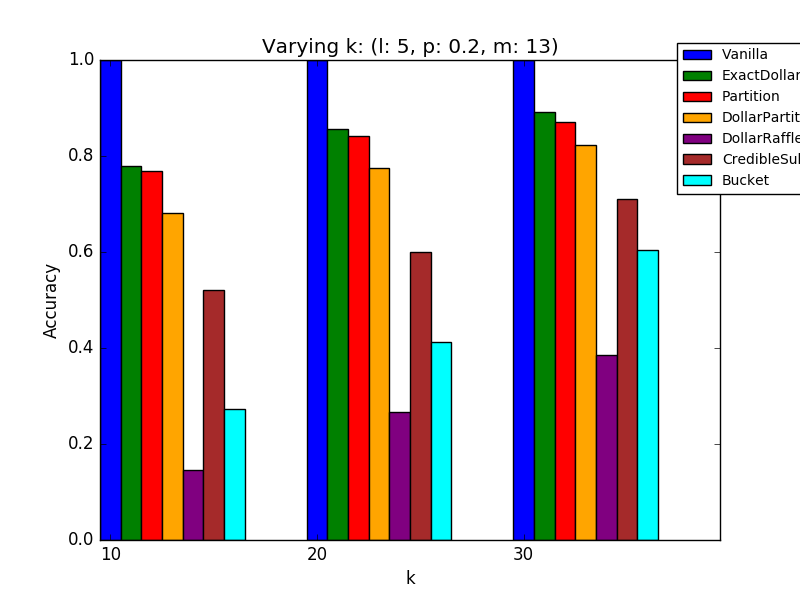 Varying k: (l: 5, p: 0.2, m: 13)
Vanilla
ExactDollar
Partition
DollarPartit
DollarRaffle
CredibleSu
Bucket
1.0
0.8
0.6
0.4
0.2
0.0
Accuracy
10 20 30
k